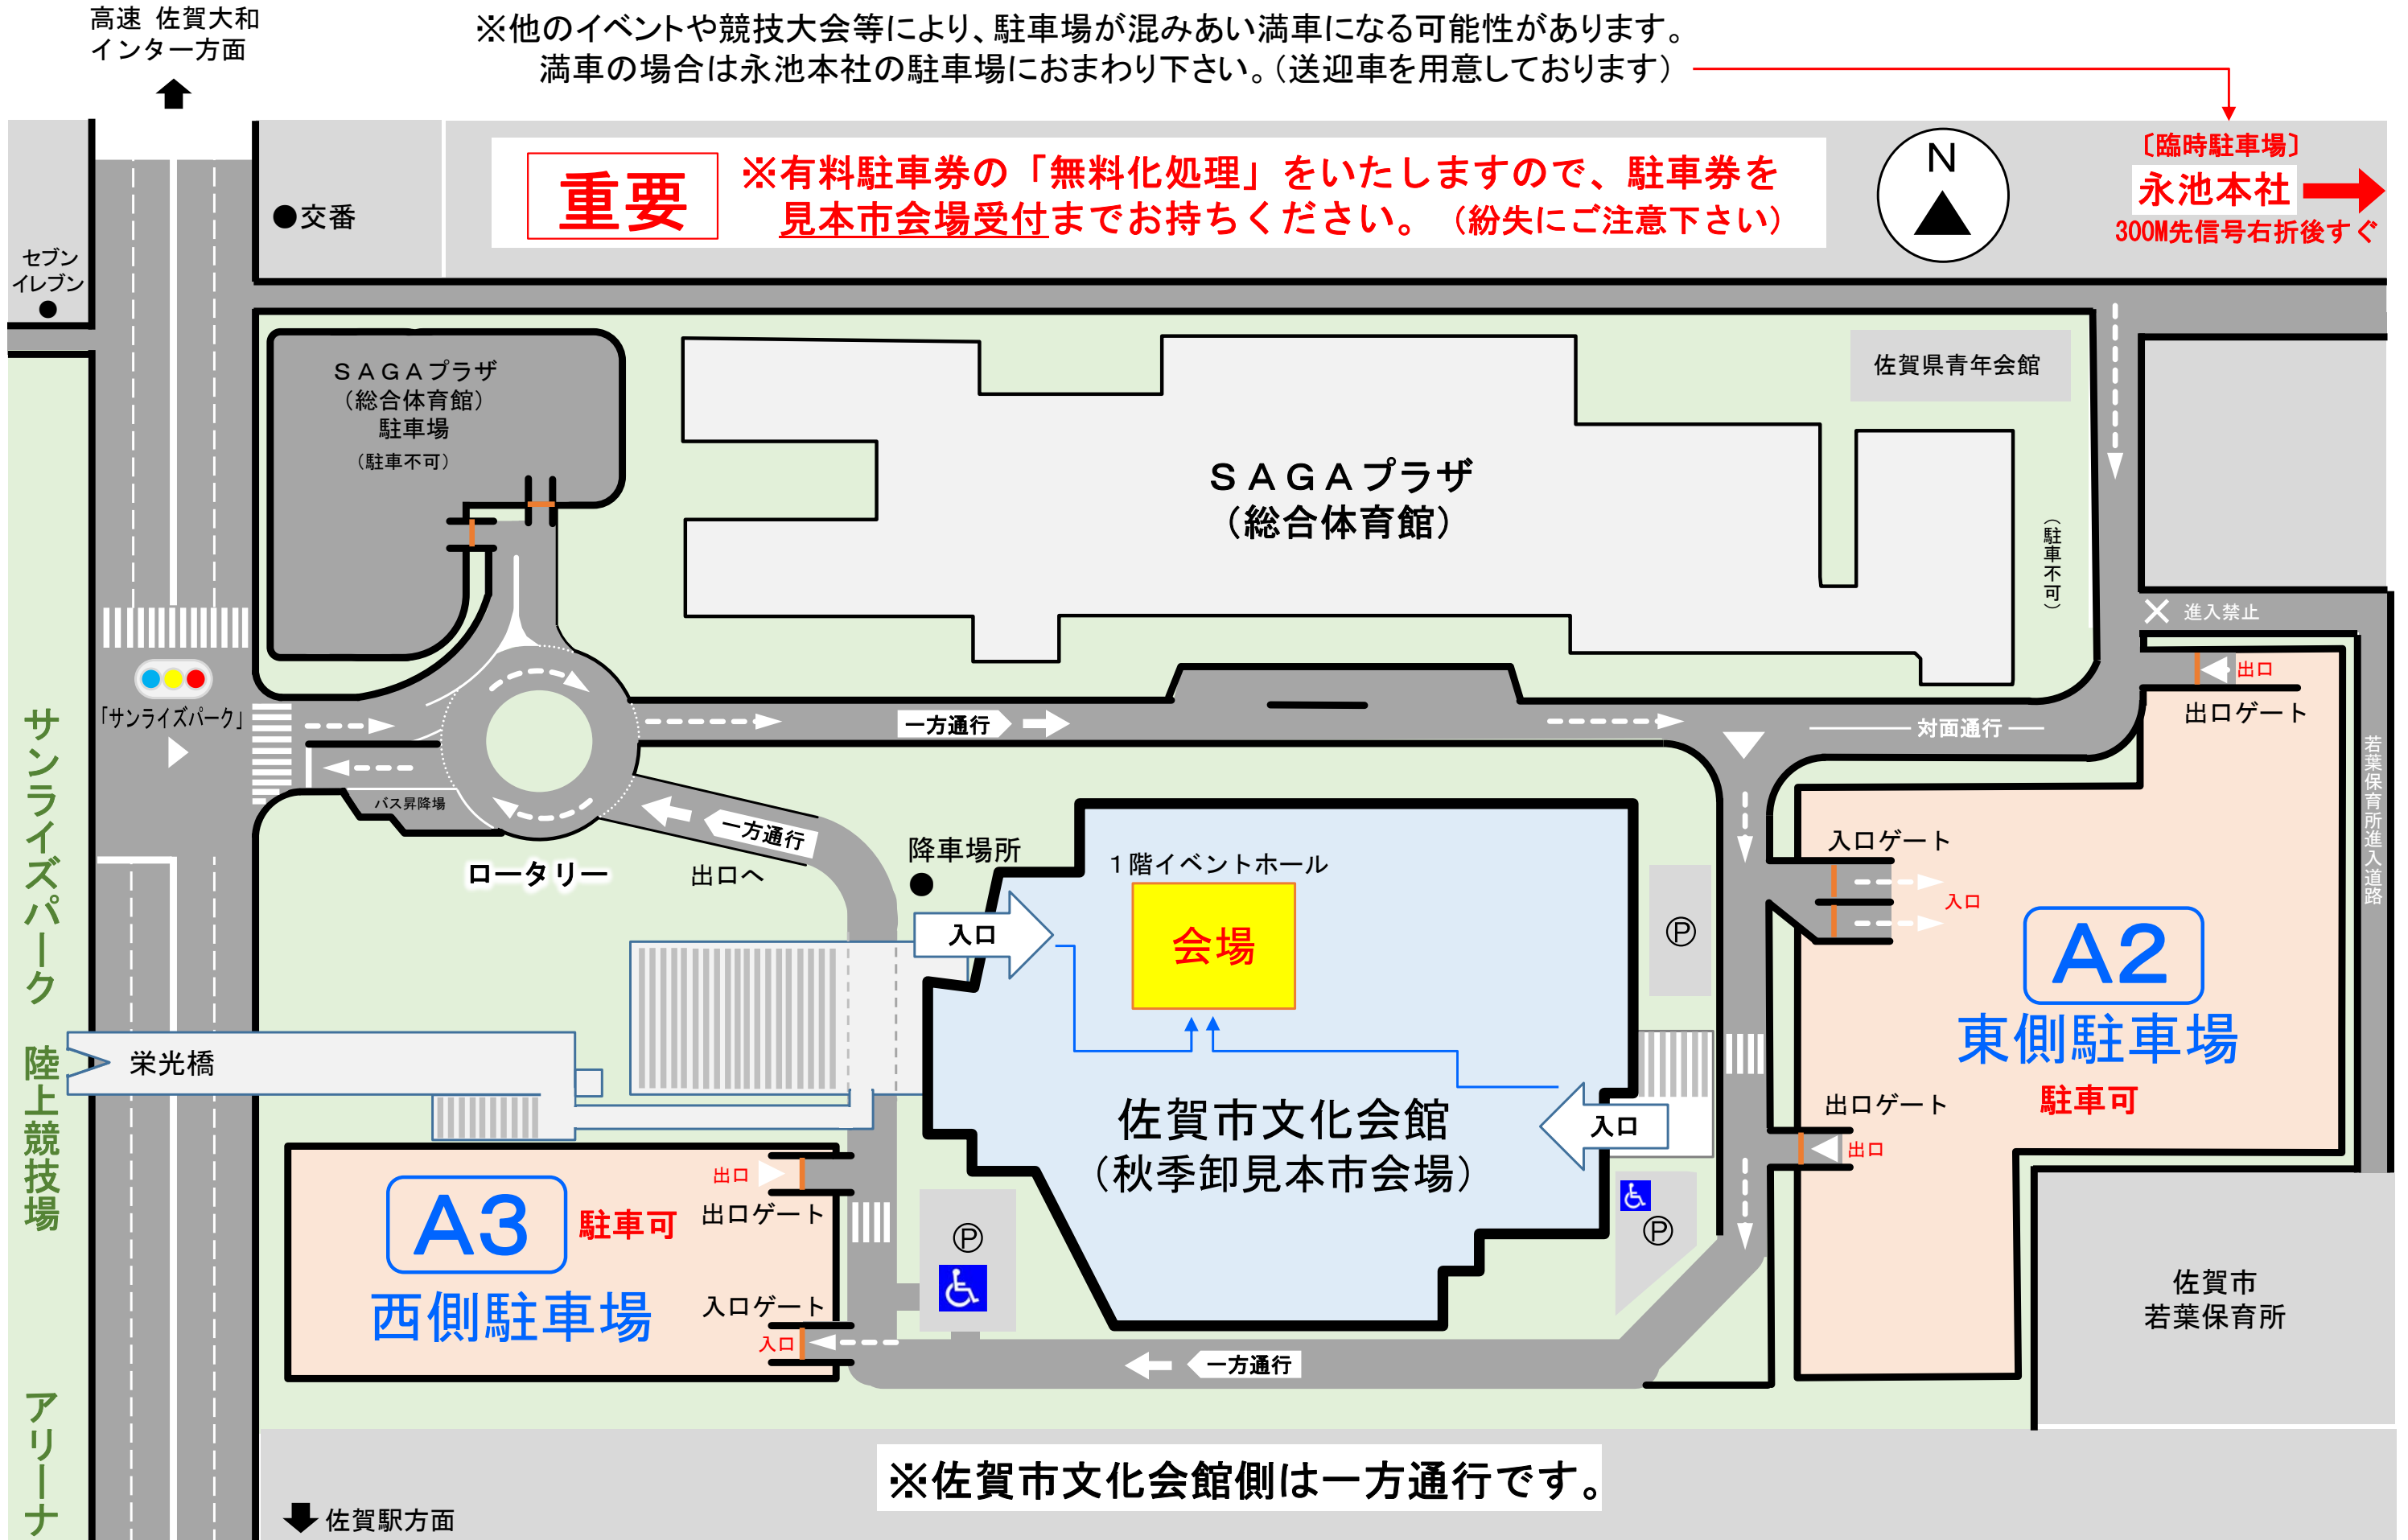 高速 佐賀大和
インター方面
※他のイベントや競技大会等により、駐車場が混みあい満車になる可能性があります。
満車の場合は永池本社の駐車場におまわり下さい。（送迎車を用意しております）
重要
※有料駐車券の「無料化処理」をいたしますので、駐車券を
見本市会場受付までお持ちください。（紛失にご注意下さい）
N
〔臨時駐車場〕
永池本社
300M先信号右折後すぐ
●交番
セブン
イレブン
ＳＡＧＡプラザ
（総合体育館）
駐車場
（駐車不可）
ＳＡＧＡプラザ
（総合体育館）
佐賀県青年会館
（駐車不可）
進入禁止
出口
出口ゲート
若葉保育所進入道路
「サンライズパーク」
一方通行
対面通行
バス昇降場
ロータリー
一方通行
出口へ
降車場所
１階イベントホール
会場
入口
Ⓟ
入口ゲート
入口
A2
東側駐車場
駐車可
出口ゲート
出口
サンライズパーク 陸上競技場 アリーナ
栄光橋
佐賀市文化会館
（秋季卸見本市会場）
入口
A3
駐車可
西側駐車場
出口
出口ゲート
入口ゲート
入口
Ⓟ
Ⓟ
一方通行
佐賀市
若葉保育所
※佐賀市文化会館側は一方通行です。
佐賀駅方面